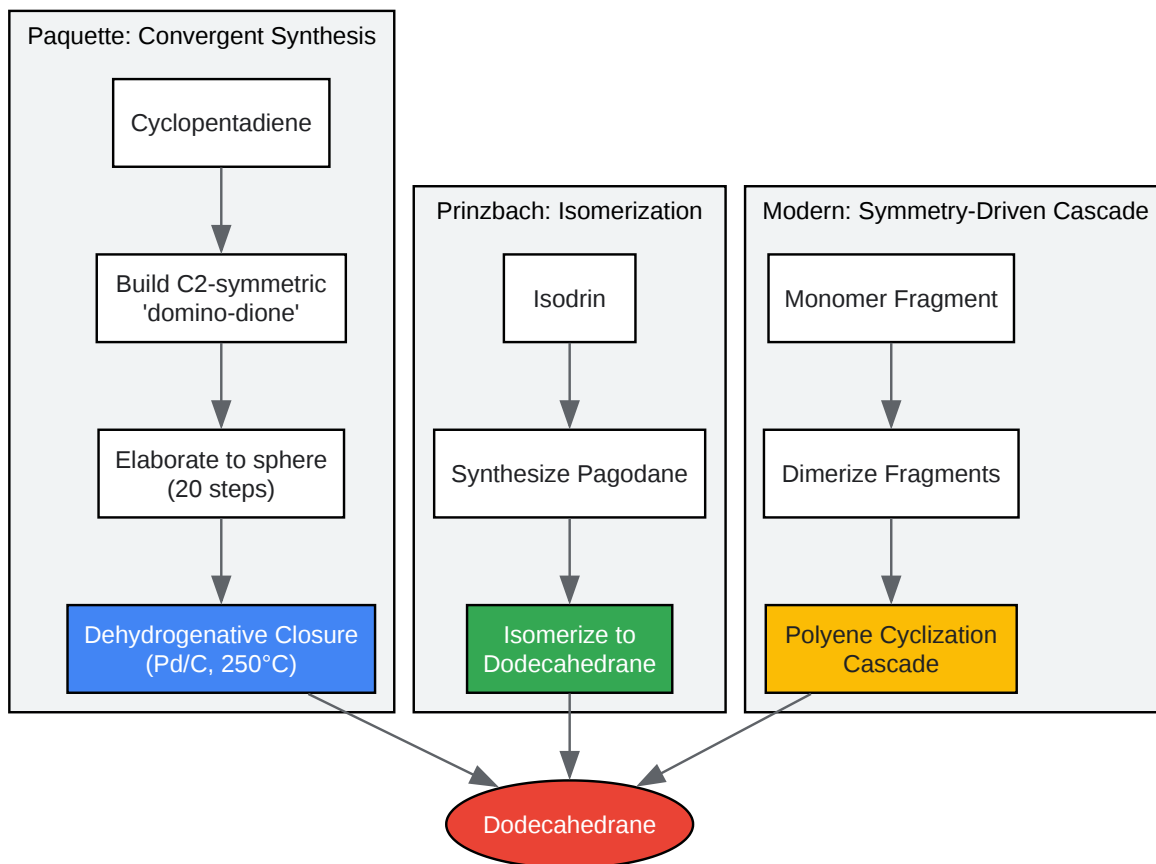 Paquette: Convergent Synthesis
Cyclopentadiene
Build C2-symmetric
'domino-dione'
Elaborate to sphere
(20 steps)
Dehydrogenative Closure
(Pd/C, 250°C)
Prinzbach: Isomerization
Isodrin
Synthesize Pagodane
Isomerize to
Dodecahedrane
Modern: Symmetry-Driven Cascade
Monomer Fragment
Dimerize Fragments
Polyene Cyclization
Cascade
Dodecahedrane